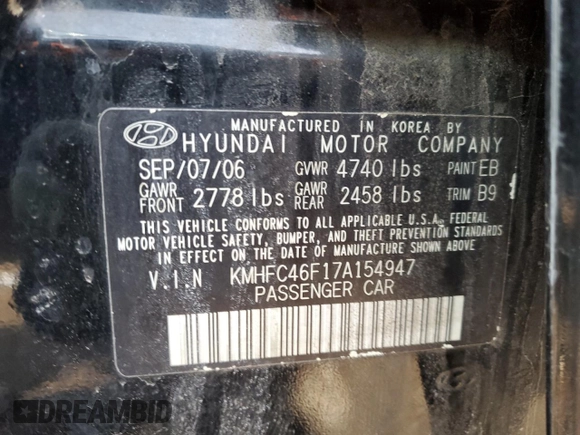 MANUFACTURED IN KOREA BY
HYUNDAI MOTOR COMPANY
SEP/07/06 GVWR 4740 lbs PAINT EB
GAWR FRONT 2778 lbs GAWR REAR 2458 lbs TRIM B9
THIS VEHICLE CONFORMS TO ALL APPLICABLE U.S.A. FEDERAL
MOTOR VEHICLE SAFETY, BUMPER, AND THEFT PREVENTION STANDARDS
IN EFFECT ON THE DATE OF MANUFACTURE SHOWN ABOVE.
V.I.N KMHFC46F17A154947
PASSENGER CAR
DREAMBID